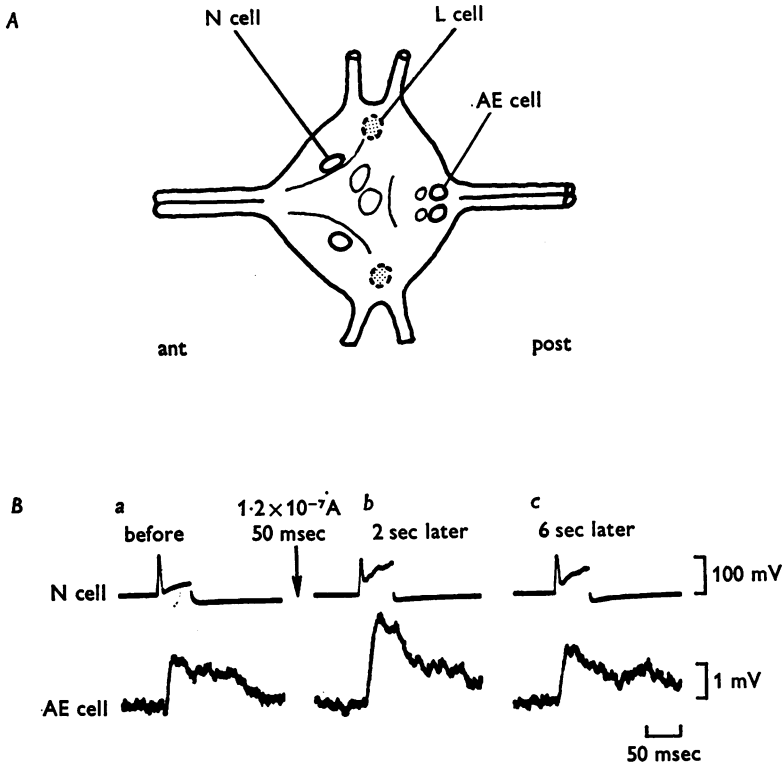 A
N cell
L cell
AE cell
ant
post
B
a
1·2×10⁻⁷A
b
c
before
50 msec
2 sec later
6 sec later
N cell
100 mV
AE cell
1 mV
50 msec